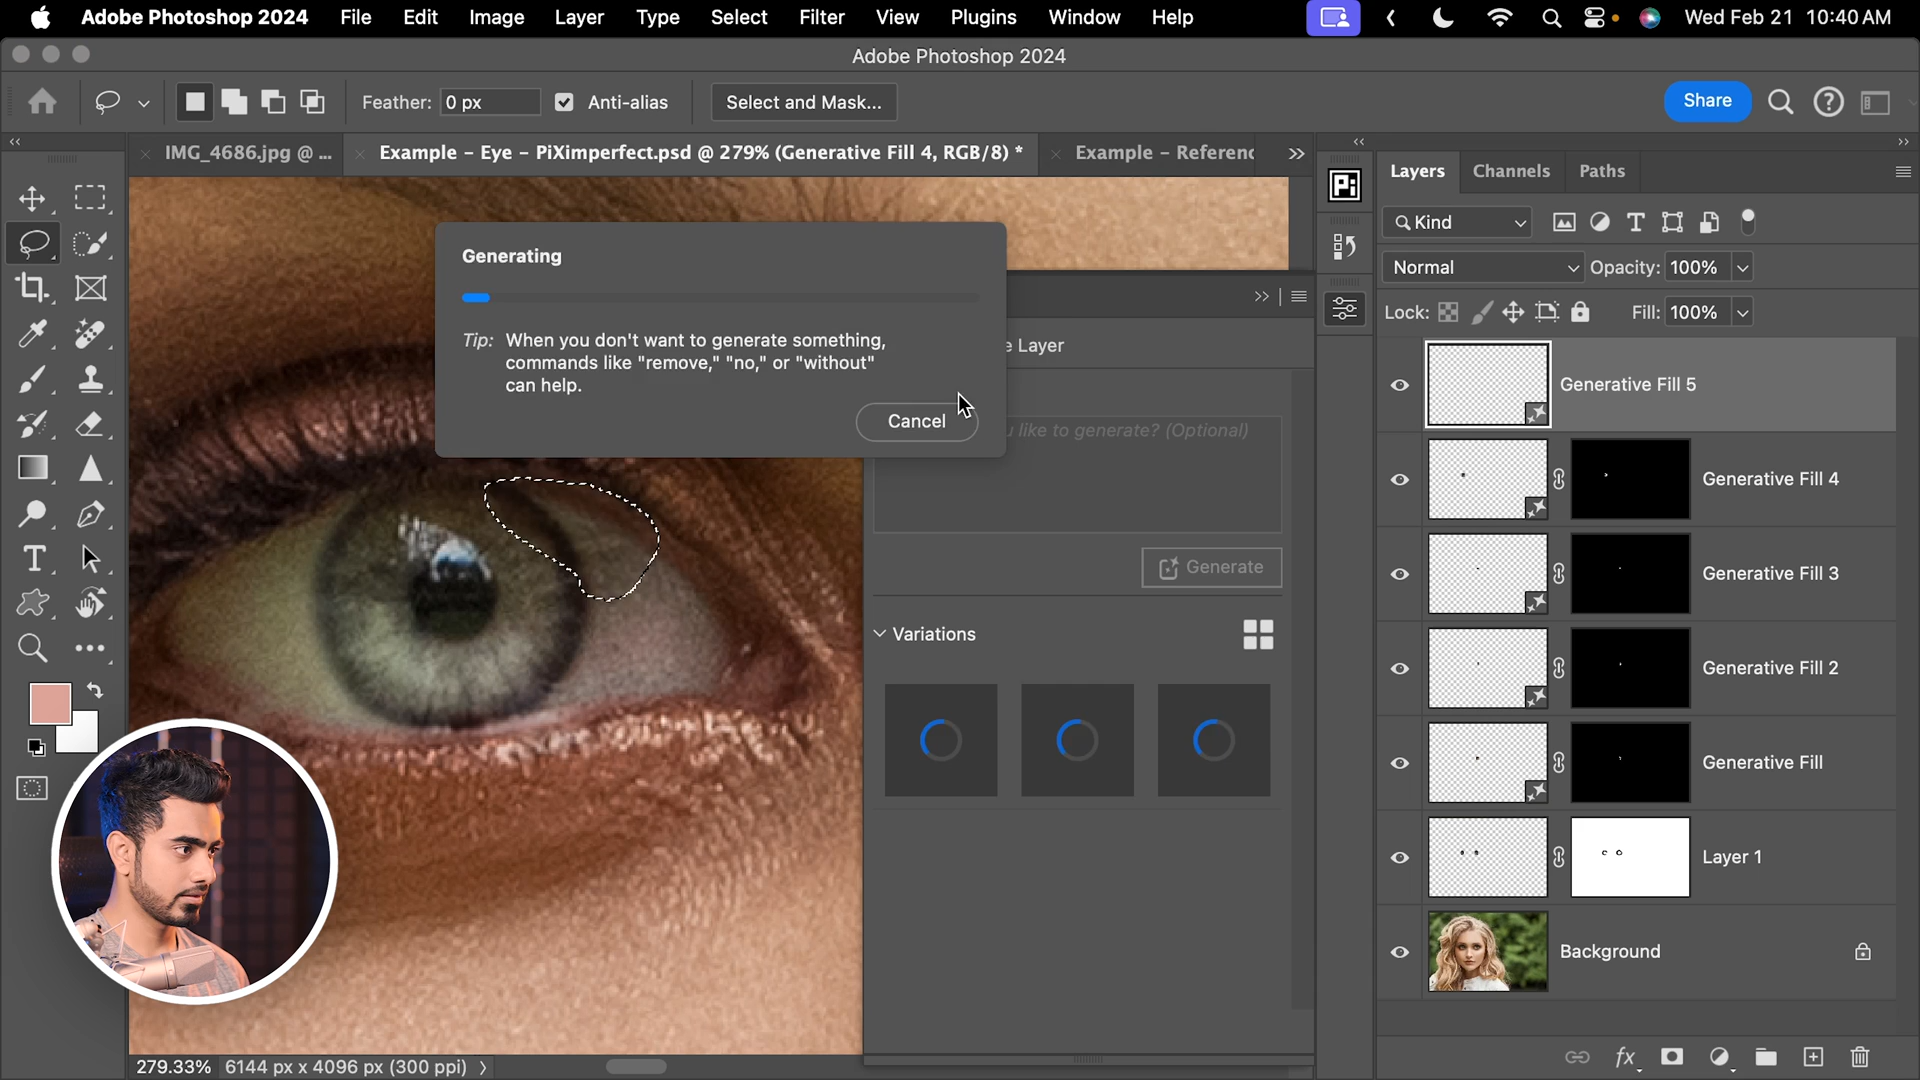 Adobe Photoshop 2024 File Edit Image Layer Type Select Filter View Plugins Window Help Wed Feb 21 10:40 AM
Adobe Photoshop 2024
Feather: 0 px Anti-alias Select and Mask... Share
IMG_4686.jpg @ ... Example - Eye - PiXimperfect.psd @ 279% (Generative Fill 4, RGB/8) * Example - Referenc
Pi
Layers Channels Paths
Kind
Normal Opacity: 100%
Lock: Fill: 100%
Generating
Tip: When you don't want to generate something,
commands like "remove," "no," or "without"
can help.
Cancel
e Layer
u like to generate? (Optional)
Generate
Variations
Generative Fill 5
Generative Fill 4
Generative Fill 3
Generative Fill 2
Generative Fill
Layer 1
Background
fx
279.33% 6144 px x 4096 px (300 ppi)